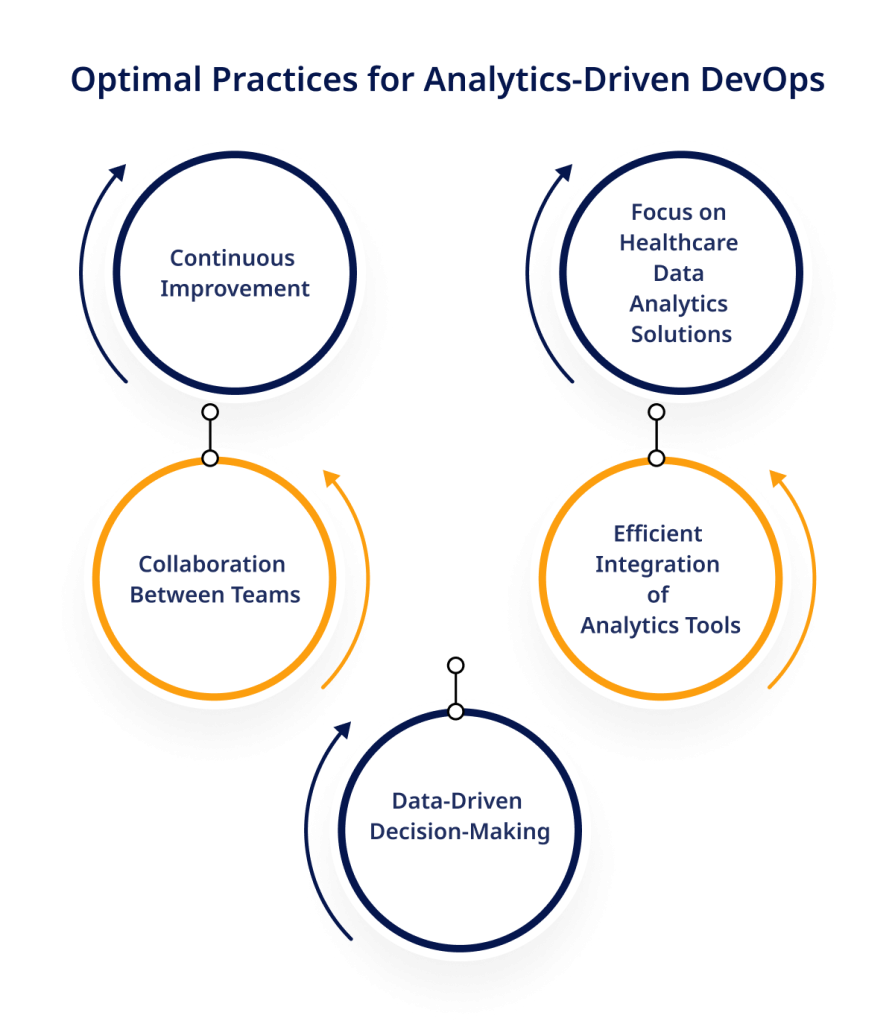 Optimal Practices for Analytics-Driven DevOps
Continuous
Improvement
Focus on
Healthcare
Data
Analytics
Solutions
Collaboration
Between Teams
Efficient
Integration
of
Analytics Tools
Data-Driven
Decision-Making